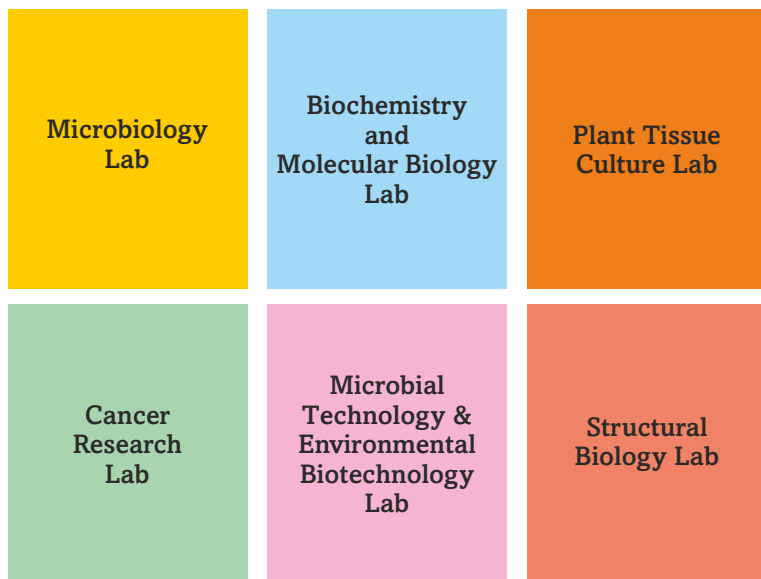 Microbiology
Lab
Biochemistry
and
Molecular Biology
Lab
Plant Tissue
Culture Lab
Cancer
Research
Lab
Microbial
Technology &
Environmental
Biotechnology
Lab
Structural
Biology Lab